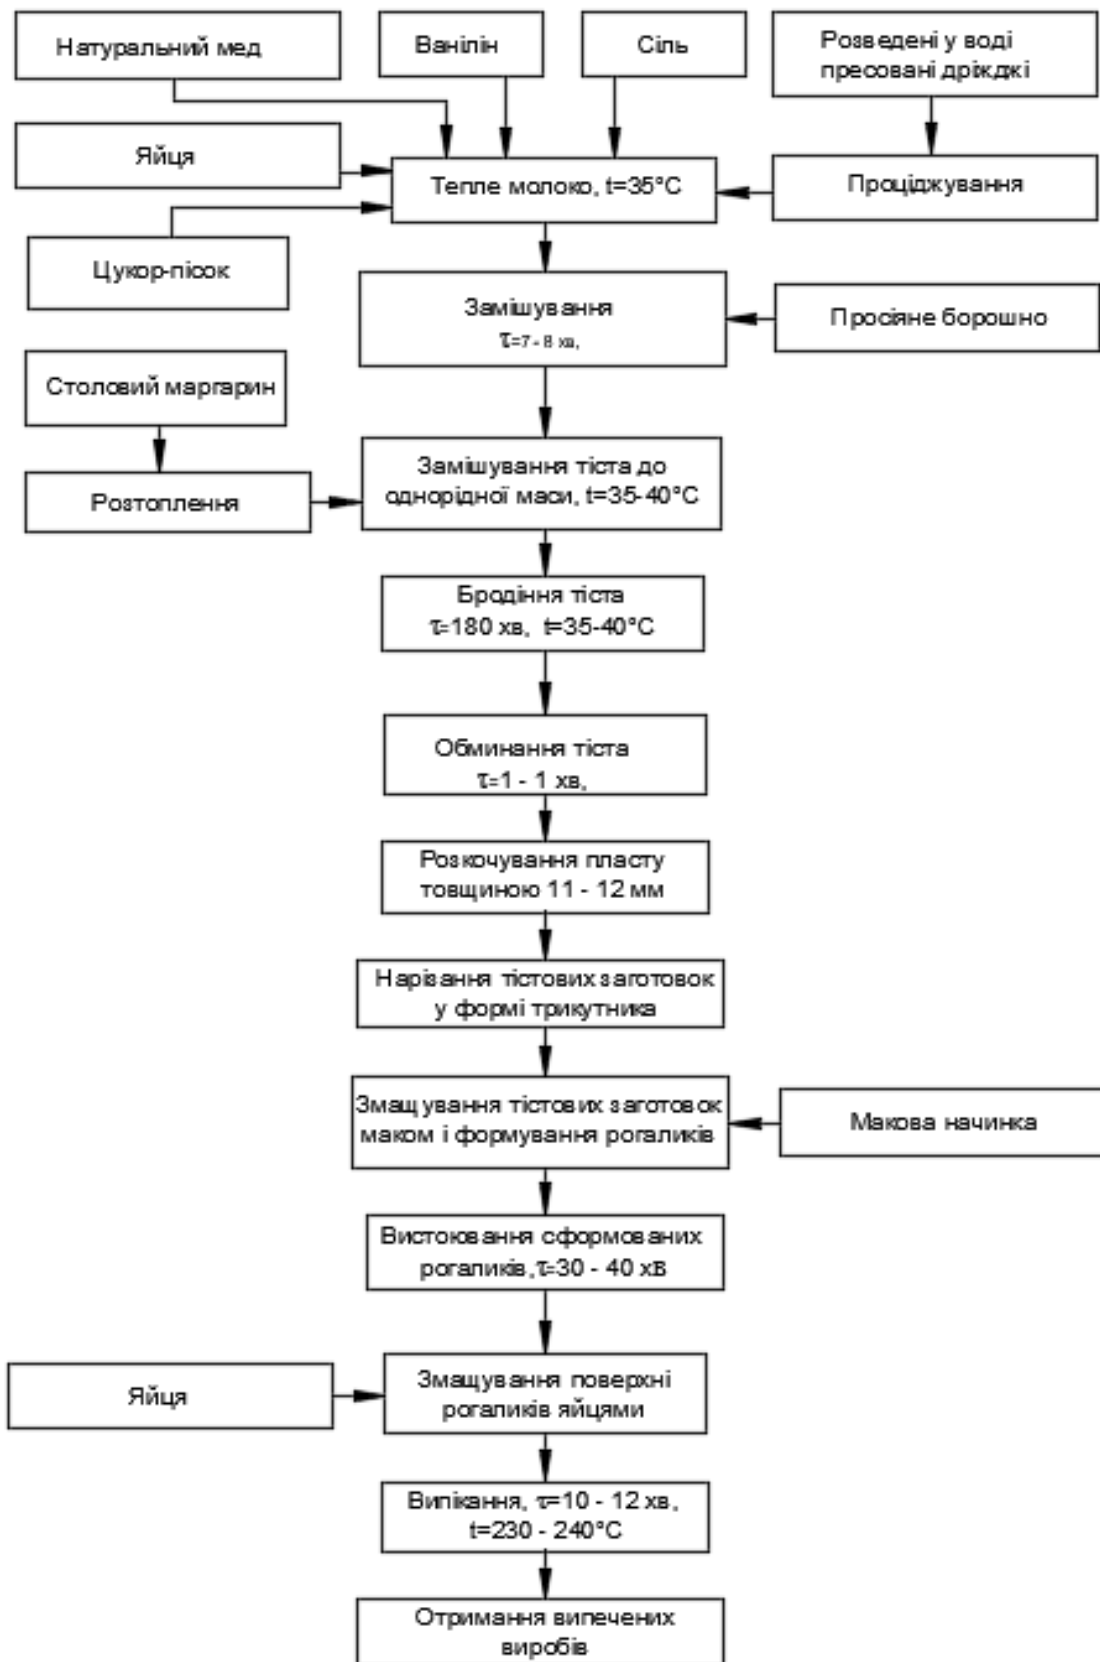 Натуральний мед
Ванілін
Сіль
Розведені у воді
пресовані дріжджі
Яйця
Тепле молоко, t=35°C
Проціджування
Цукор-пісок
Замішування
τ=7 - 8 хв,
Просіяне борошно
Столовий маргарин
Замішування тіста до
однорідної маси, t=35-40°C
Розтоплення
Бродіння тіста
τ=180 хв, t=35-40°C
Обминання тіста
τ=1 - 1 хв,
Розкочування пласту
товщиною 11 - 12 мм
Нарізання тістових заготовок
у формі трикутника
Змащування тістових заготовок
маком і формування рогаликів
Макова начинка
Вистоювання сформованих
рогаликів,τ=30 - 40 хв
Яйця
Змащування поверхні
рогаликів яйцями
Випікання, τ=10 - 12 хв,
t=230 - 240°C
Отримання випечених
виробів